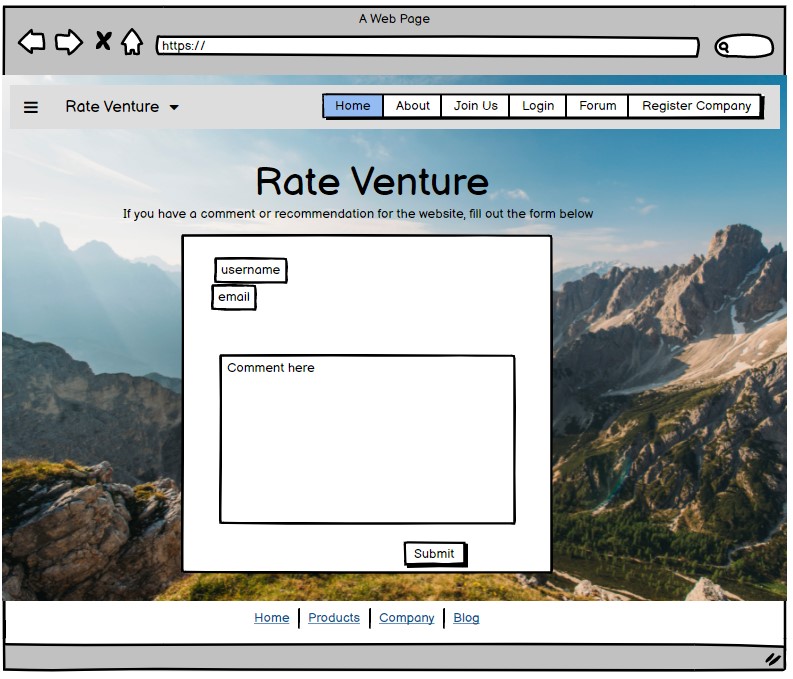 A Web Page
https://
Rate Venture Home About Join Us Login Forum Register Company
Rate Venture
If you have a comment or recommendation for the website, fill out the form below
username
email
Comment here
Submit
Home Products Company Blog